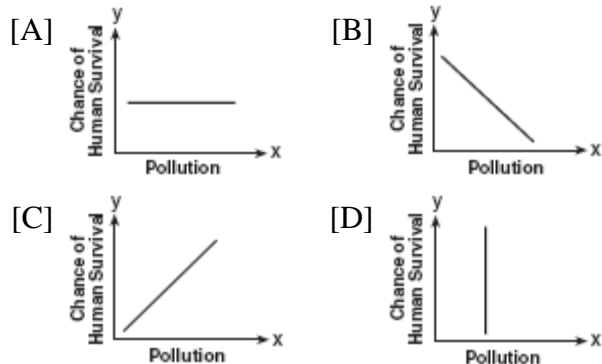 [A]
y
Chance of
Human Survival
x
Pollution
[B]
y
Chance of
Human Survival
x
Pollution
[C]
y
Chance of
Human Survival
x
Pollution
[D]
y
Chance of
Human Survival
x
Pollution